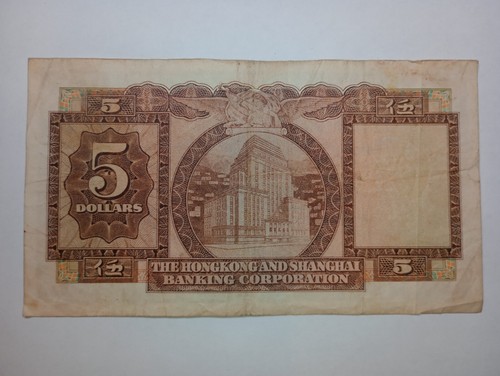 5
伍
5
DOLLARS
THE HONGKONG AND SHANGHAI
BANKING CORPORATION
伍
5